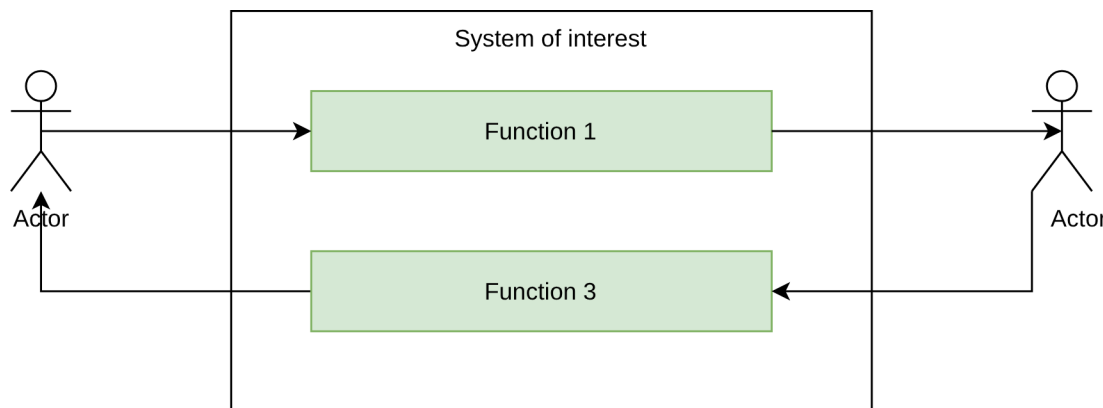 System of interest
Function 1
Actor
Actor
Function 3